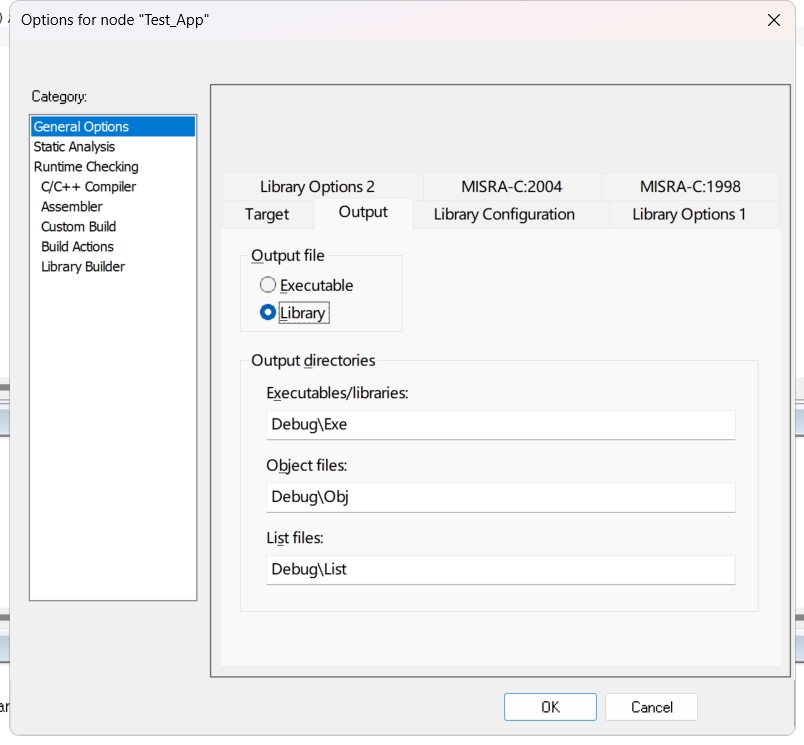 Options for node "Test_App"
Category:
General Options
Static Analysis
Runtime Checking
C/C++ Compiler
Assembler
Custom Build
Build Actions
Library Builder
Library Options 2
MISRA-C:2004
MISRA-C:1998
Target
Output
Library Configuration
Library Options 1
Output file
Executable
Library
Output directories
Executables/libraries:
Debug\Exe
Object files:
Debug\Obj
List files:
Debug\List
OK
Cancel